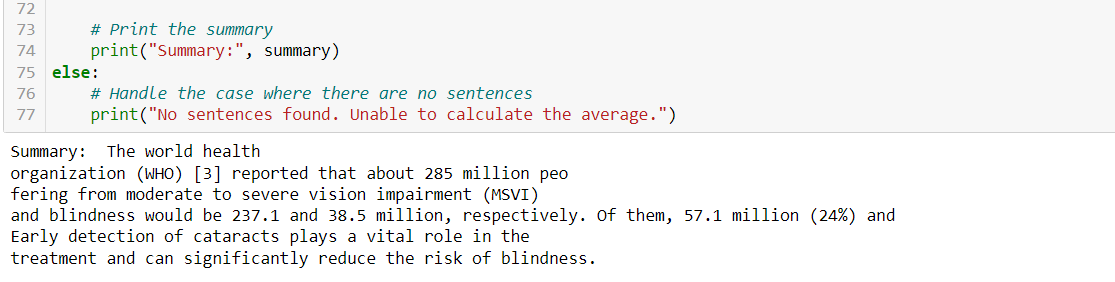 72
73 # Print the summary
74 print("Summary:", summary)
75 else:
76 # Handle the case where there are no sentences
77 print("No sentences found. Unable to calculate the average.")
Summary: The world health
organization (WHO) [3] reported that about 285 million peo
fering from moderate to severe vision impairment (MSVI)
and blindness would be 237.1 and 38.5 million, respectively. Of them, 57.1 million (24%) and
Early detection of cataracts plays a vital role in the
treatment and can significantly reduce the risk of blindness.